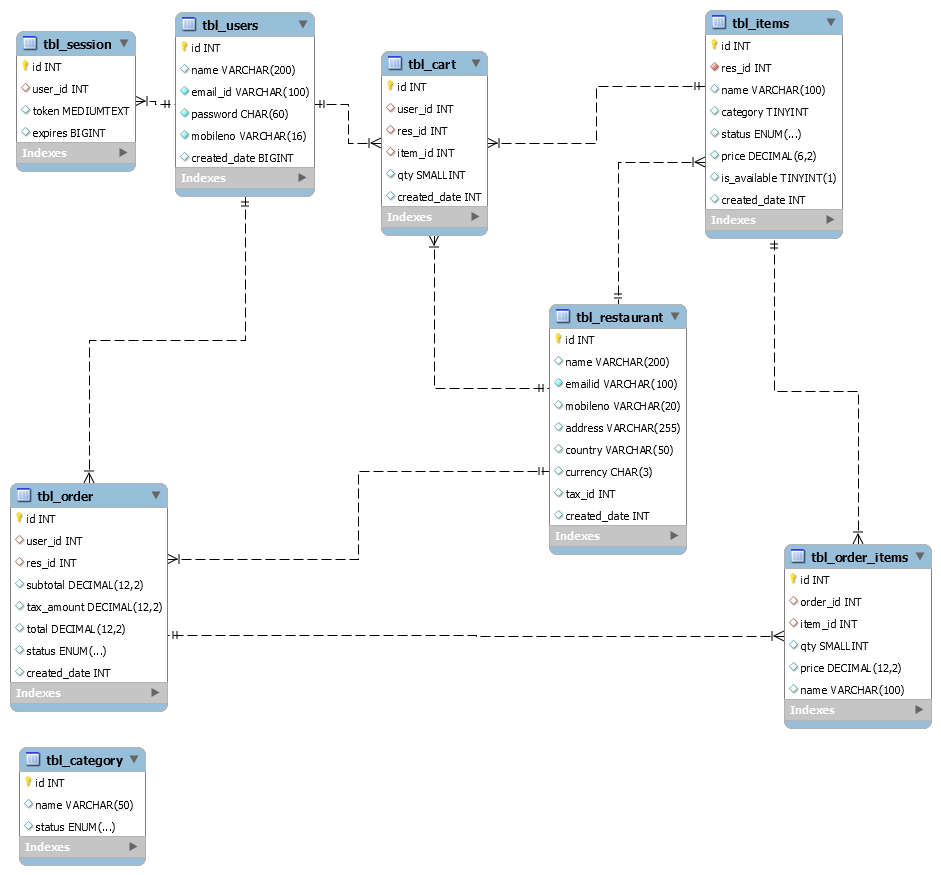 tbl_session
id INT
user_id INT
token MEDIUMTEXT
expires BIGINT
Indexes
tbl_users
id INT
name VARCHAR(200)
email_id VARCHAR(100)
password CHAR(60)
mobileno VARCHAR(16)
created_date BIGINT
Indexes
tbl_cart
id INT
user_id INT
res_id INT
item_id INT
qty SMALLINT
created_date INT
Indexes
tbl_items
id INT
res_id INT
name VARCHAR(100)
category TINYINT
status ENUM(...)
price DECIMAL(6,2)
is_available TINYINT(1)
created_date INT
Indexes
tbl_restaurant
id INT
name VARCHAR(200)
emailid VARCHAR(100)
mobileno VARCHAR(20)
address VARCHAR(255)
country VARCHAR(50)
currency CHAR(3)
tax_id INT
created_date INT
Indexes
tbl_order
id INT
user_id INT
res_id INT
subtotal DECIMAL(12,2)
tax_amount DECIMAL(12,2)
total DECIMAL(12,2)
status ENUM(...)
created_date INT
Indexes
tbl_order_items
id INT
order_id INT
item_id INT
qty SMALLINT
price DECIMAL(12,2)
name VARCHAR(100)
Indexes
tbl_category
id INT
name VARCHAR(50)
status ENUM(...)
Indexes